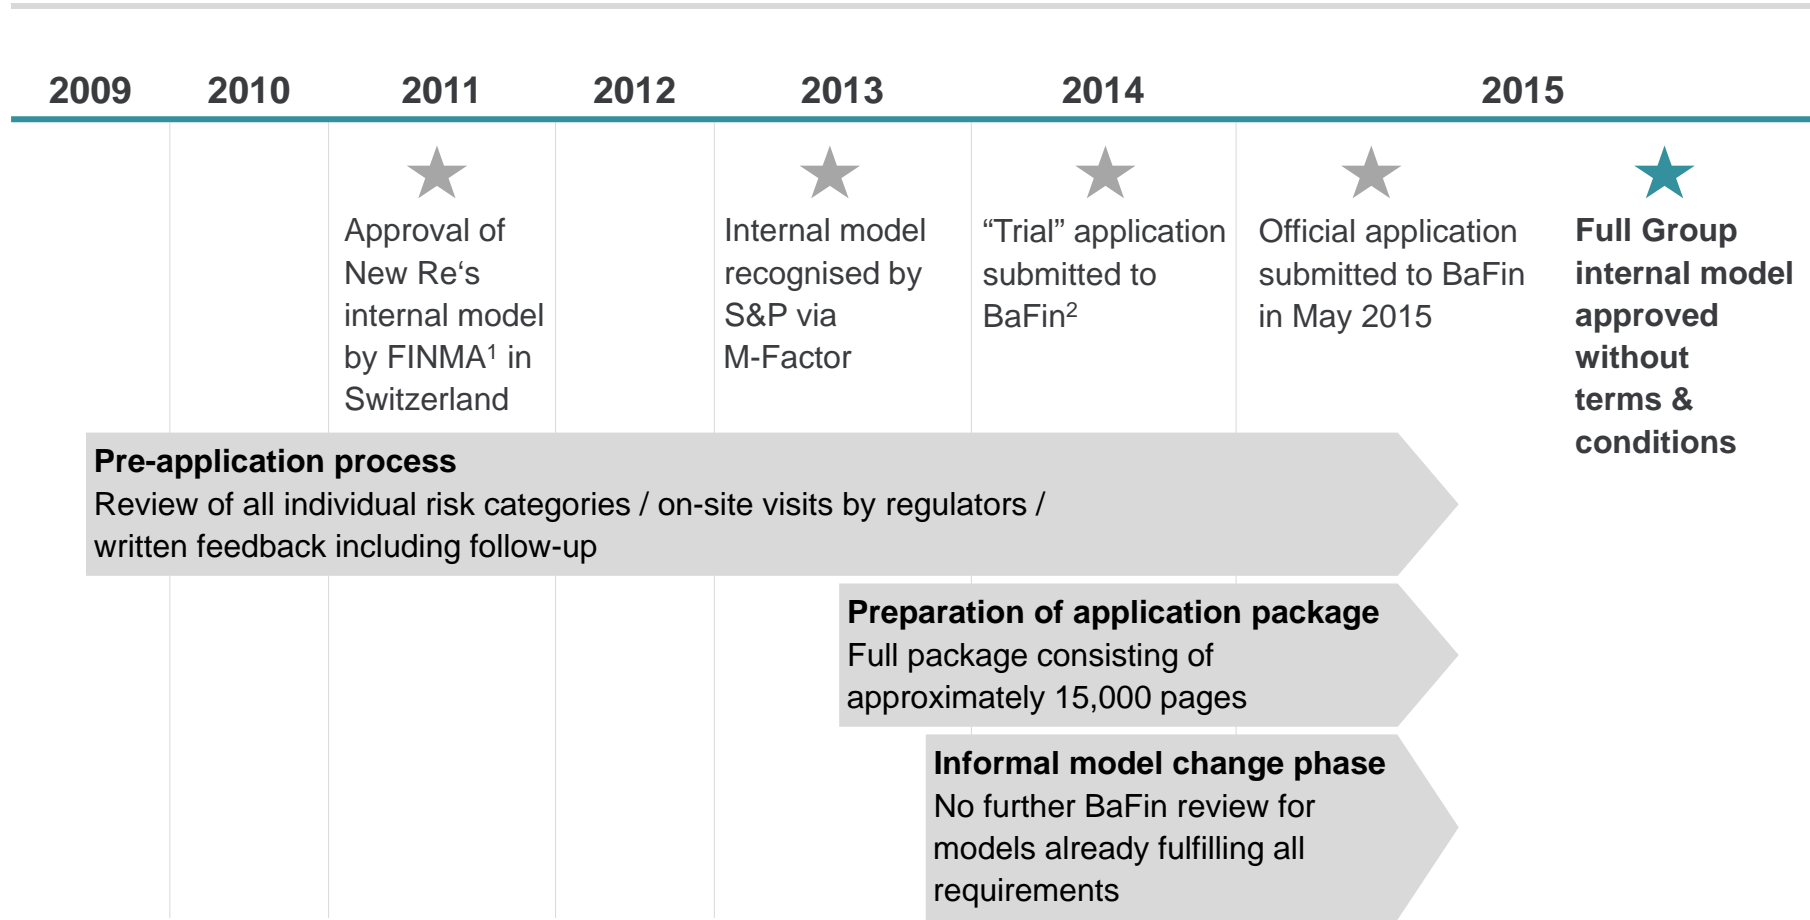 2009 2010 2011 2012 2013 2014 2015
Approval of
New Re‘s
internal model
by FINMA¹ in
Switzerland
Internal model
recognised by
S&P via
M-Factor
“Trial” application
submitted to
BaFin²
Official application
submitted to BaFin
in May 2015
Full Group
internal model
approved
without
terms &
conditions
Pre-application process
Review of all individual risk categories / on-site visits by regulators /
written feedback including follow-up
Preparation of application package
Full package consisting of
approximately 15,000 pages
Informal model change phase
No further BaFin review for
models already fulfilling all
requirements